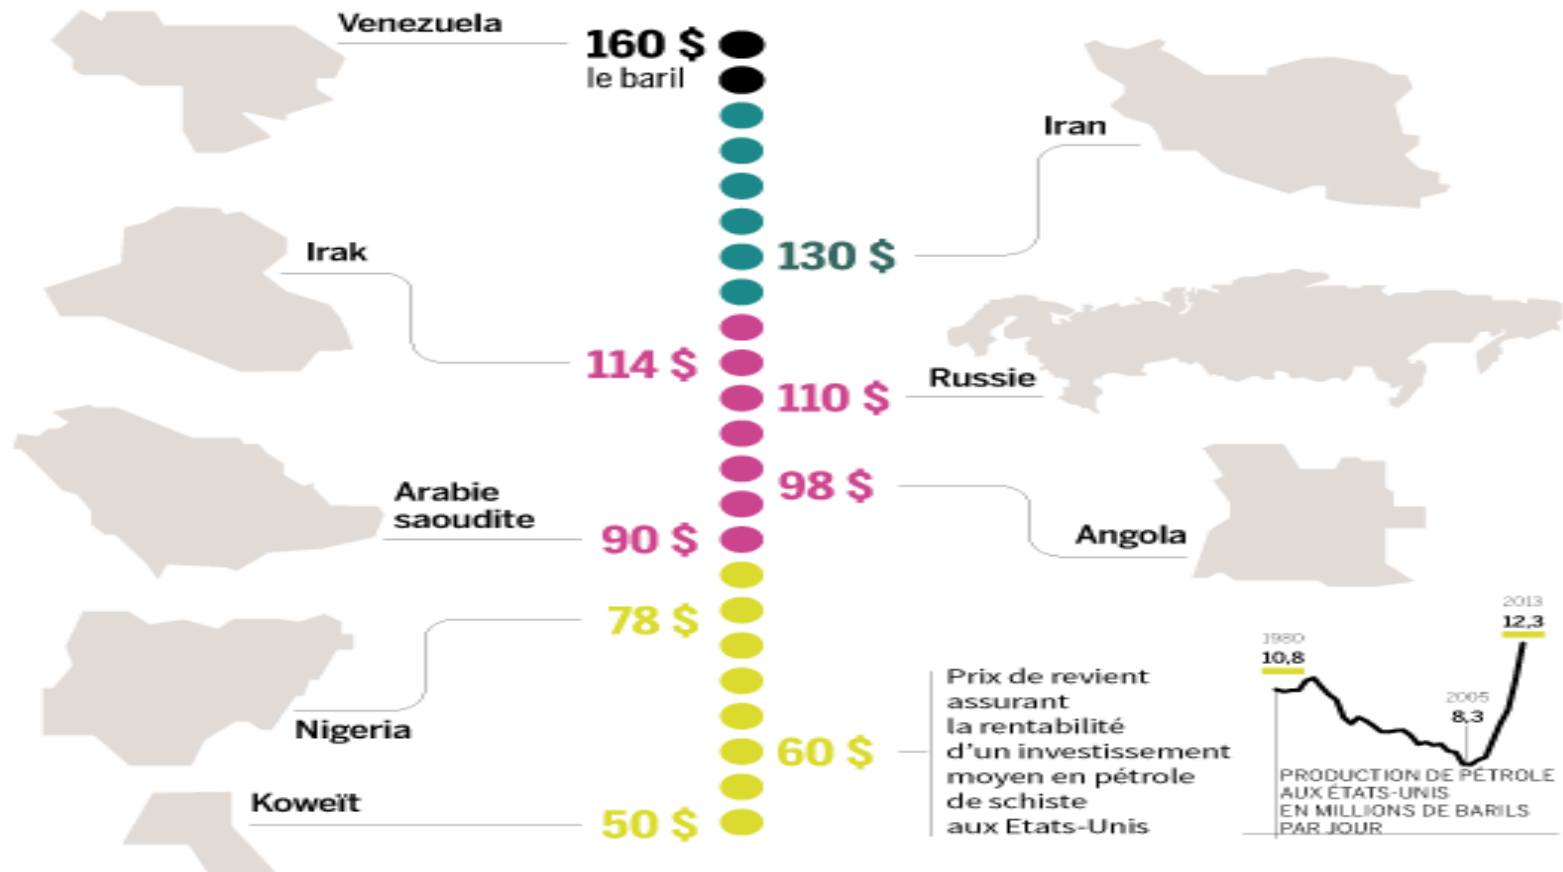 Venezuela
160 $
le baril
Iran
130 $
Irak
114 $
110 $
Russie
98 $
Arabie
saoudite
90 $
Angola
78 $
Nigeria
60 $
Prix de revient
assurant
la rentabilité
d'un investissement
moyen en pétrole
de schiste
aux Etats-Unis
Koweït
50 $
1980
10,8
2005
8,3
2013
12,3
PRODUCTION DE PÉTROLE
AUX ÉTATS-UNIS
EN MILLIONS DE BARILS
PAR JOUR